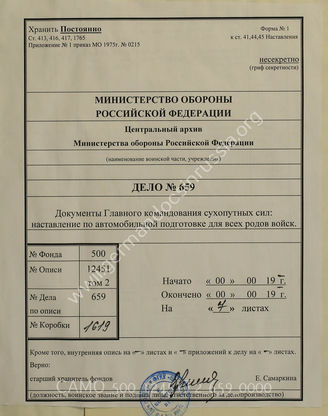 Хранить Постоянно
Форма № 1
Ст. 413, 416, 417, 1765
к ст. 41,44,45 Наставления
Приложение № 1 приказ МО 1975г. № 0215
несекретно
(гриф секретности)
МИНИСТЕРСТВО ОБОРОНЫ
РОССИЙСКОЙ ФЕДЕРАЦИИ
Центральный архив
Министерства обороны Российской Федерации
(наименование воинской части, учреждения)
ДЕЛО № 659
Документы Главного командования сухопутных сил:
наставление по автомобильной подготовке для всех родов войск.
№ Фонда 500
№ Описи 12451
том 2
№ Дела 659
по описи
№ Коробки 1619
Начато « 00 » 00 19 - г.
Окончено « 00 » 00 19 - г.
На « 4 » листах
Кроме того, внутренняя опись на «-» листах и «-» приложений к делу на «-» листах.
Верно:
старший хранитель фондов
Е. Самаркина
(должность, воинское звание и подпись лица, ответственного за делопроизводство)